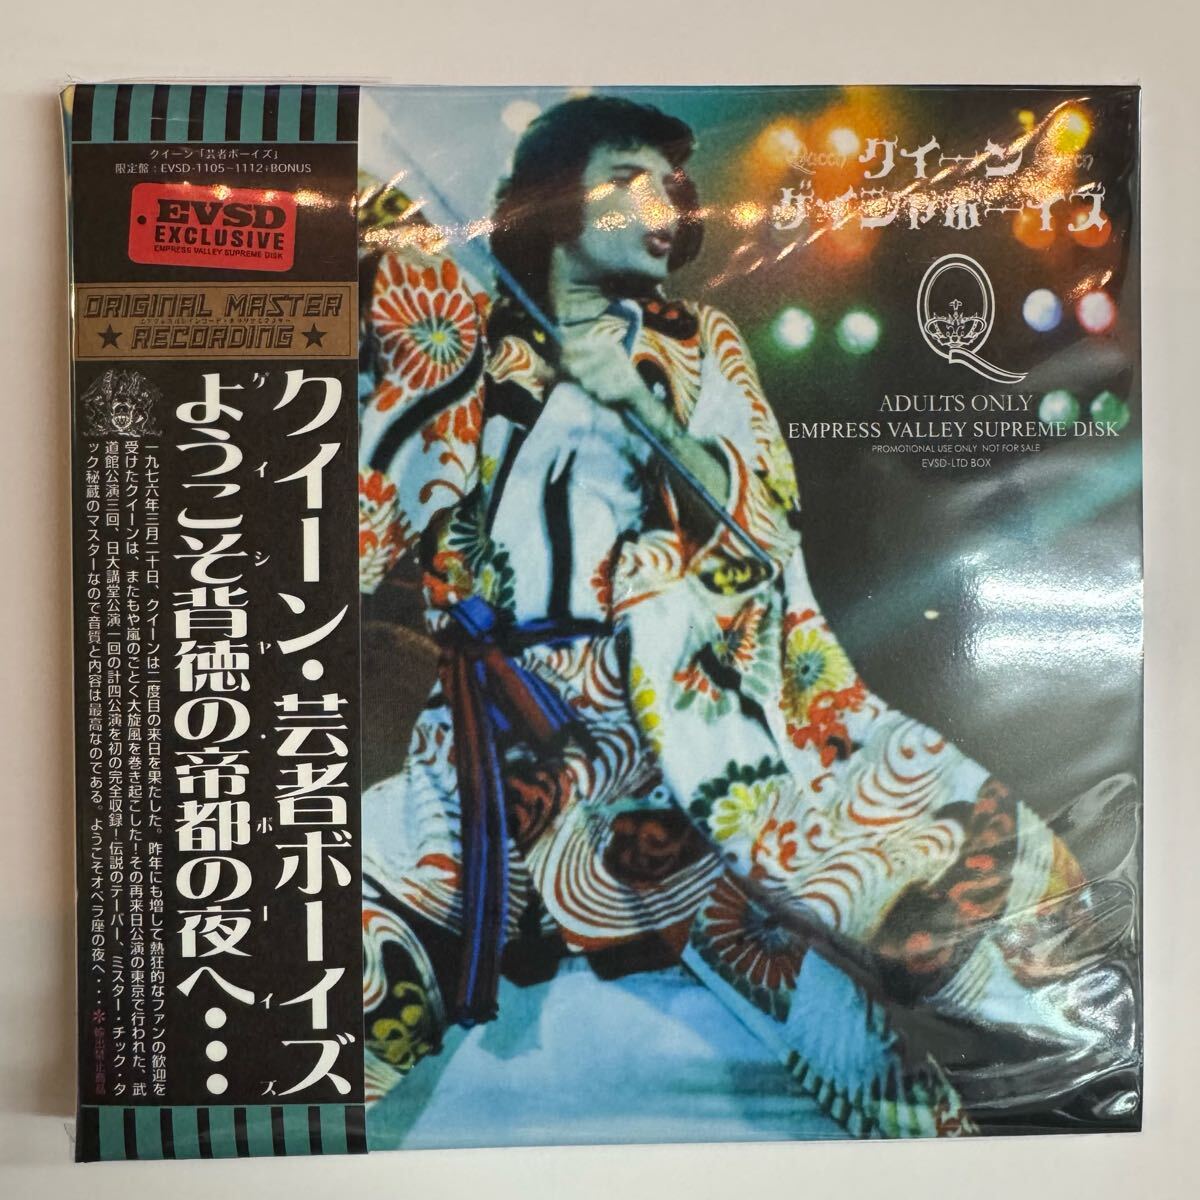 クイーン「芸者ボーイズ」
限定盤：EVSD-1105~1112+BONUS
EVSD
EXCLUSIVE
EMPRESS VALLEY SUPREME DISK
ORIGINAL MASTER
★ RECORDING ★
クイーン・芸者ボーイズ
ゲイシャ・ボーイズ
ようこそ背徳の帝都の夜へ・・・
一九七六年三月二十日、クイーンは二度目の来日を果たした。昨年にも増して熱狂的なファンの歓迎を
受けたクイーンは、またもや嵐のごとく大旋風を巻き起こした！その再来日公演の東京で行われた、武
道館公演三回、日大講堂公演一回の計四公演を初の完全収録！伝説のテーパー、ミスター・チック・タ
ック秘蔵のマスターなので音質と内容は最高なのである。ようこそオペラ座の夜へ・・・・＊輸出禁止商品
Queen クイーン Queen
ゲイシャボーイズ
Q
ADULTS ONLY
EMPRESS VALLEY SUPREME DISK
PROMOTIONAL USE ONLY NOT FOR SALE
EVSD-LTD BOX